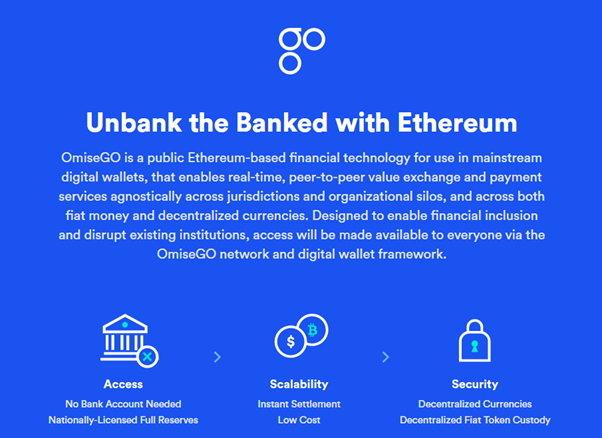 Unbank the Banked with Ethereum
OmiseGO is a public Ethereum-based financial technology for use in mainstream
digital wallets, that enables real-time, peer-to-peer value exchange and payment
services agnostically across jurisdictions and organizational silos, and across both
fiat money and decentralized currencies. Designed to enable financial inclusion
and disrupt existing institutions, access will be made available to everyone via the
OmiseGO network and digital wallet framework.
Access
No Bank Account Needed
Nationally-Licensed Full Reserves
Scalability
Instant Settlement
Low Cost
Security
Decentralized Currencies
Decentralized Fiat Token Custody